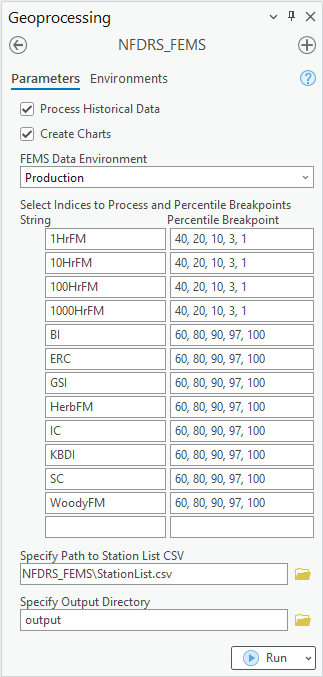 Geoprocessing
NFDRS_FEMS
Parameters Environments
Process Historical Data
Create Charts
FEMS Data Environment
Production
Select Indices to Process and Percentile Breakpoints
String Percentile Breakpoint
1HrFM 40, 20, 10, 3, 1
10HrFM 40, 20, 10, 3, 1
100HrFM 40, 20, 10, 3, 1
1000HrFM 40, 20, 10, 3, 1
BI 60, 80, 90, 97, 100
ERC 60, 80, 90, 97, 100
GSI 60, 80, 90, 97, 100
HerbFM 60, 80, 90, 97, 100
IC 60, 80, 90, 97, 100
KBDI 60, 80, 90, 97, 100
SC 60, 80, 90, 97, 100
WoodyFM 60, 80, 90, 97, 100
Specify Path to Station List CSV
NFDRS_FEMS\StationList.csv
Specify Output Directory
output
Run